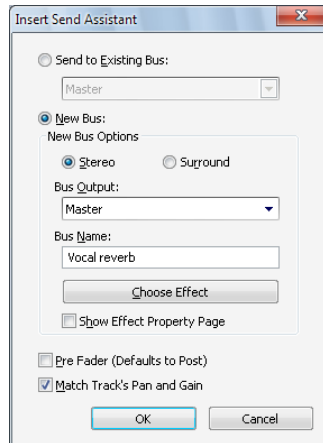 Insert Send Assistant
Send to Existing Bus:
Master
New Bus:
New Bus Options
Stereo Surround
Bus Output:
Master
Bus Name:
Vocal reverb
Choose Effect
Show Effect Property Page
Pre Fader (Defaults to Post)
Match Track's Pan and Gain
OK Cancel